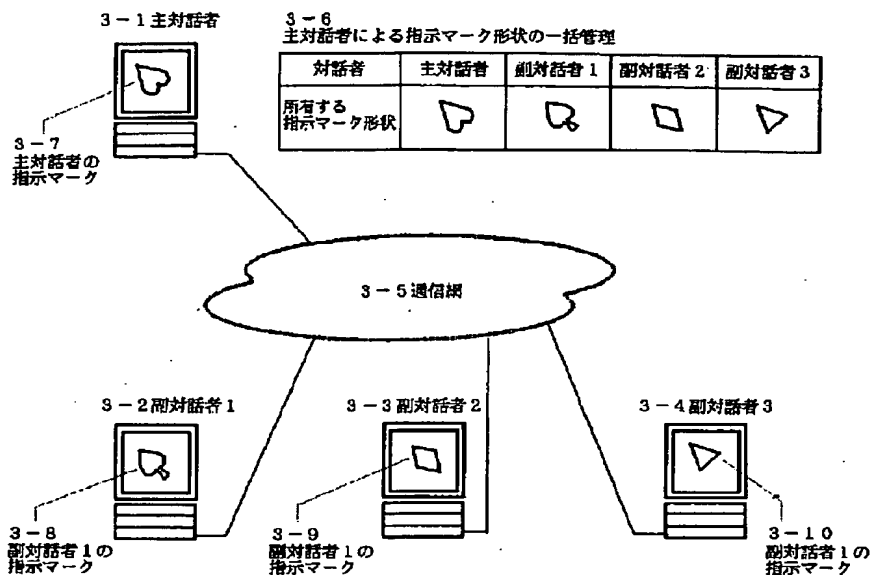 3-1主対話者
3-6
主対話者による指示マーク形状の一括管理
対話者 主対話者 副対話者1 副対話者2 副対話者3
所有する
指示マーク形状
3-7
主対話者の
指示マーク
3-5通信網
3-2副対話者1
3-3副対話者2
3-4副対話者3
3-8
副対話者1の
指示マーク
3-9
副対話者1の
指示マーク
3-10
副対話者1の
指示マーク